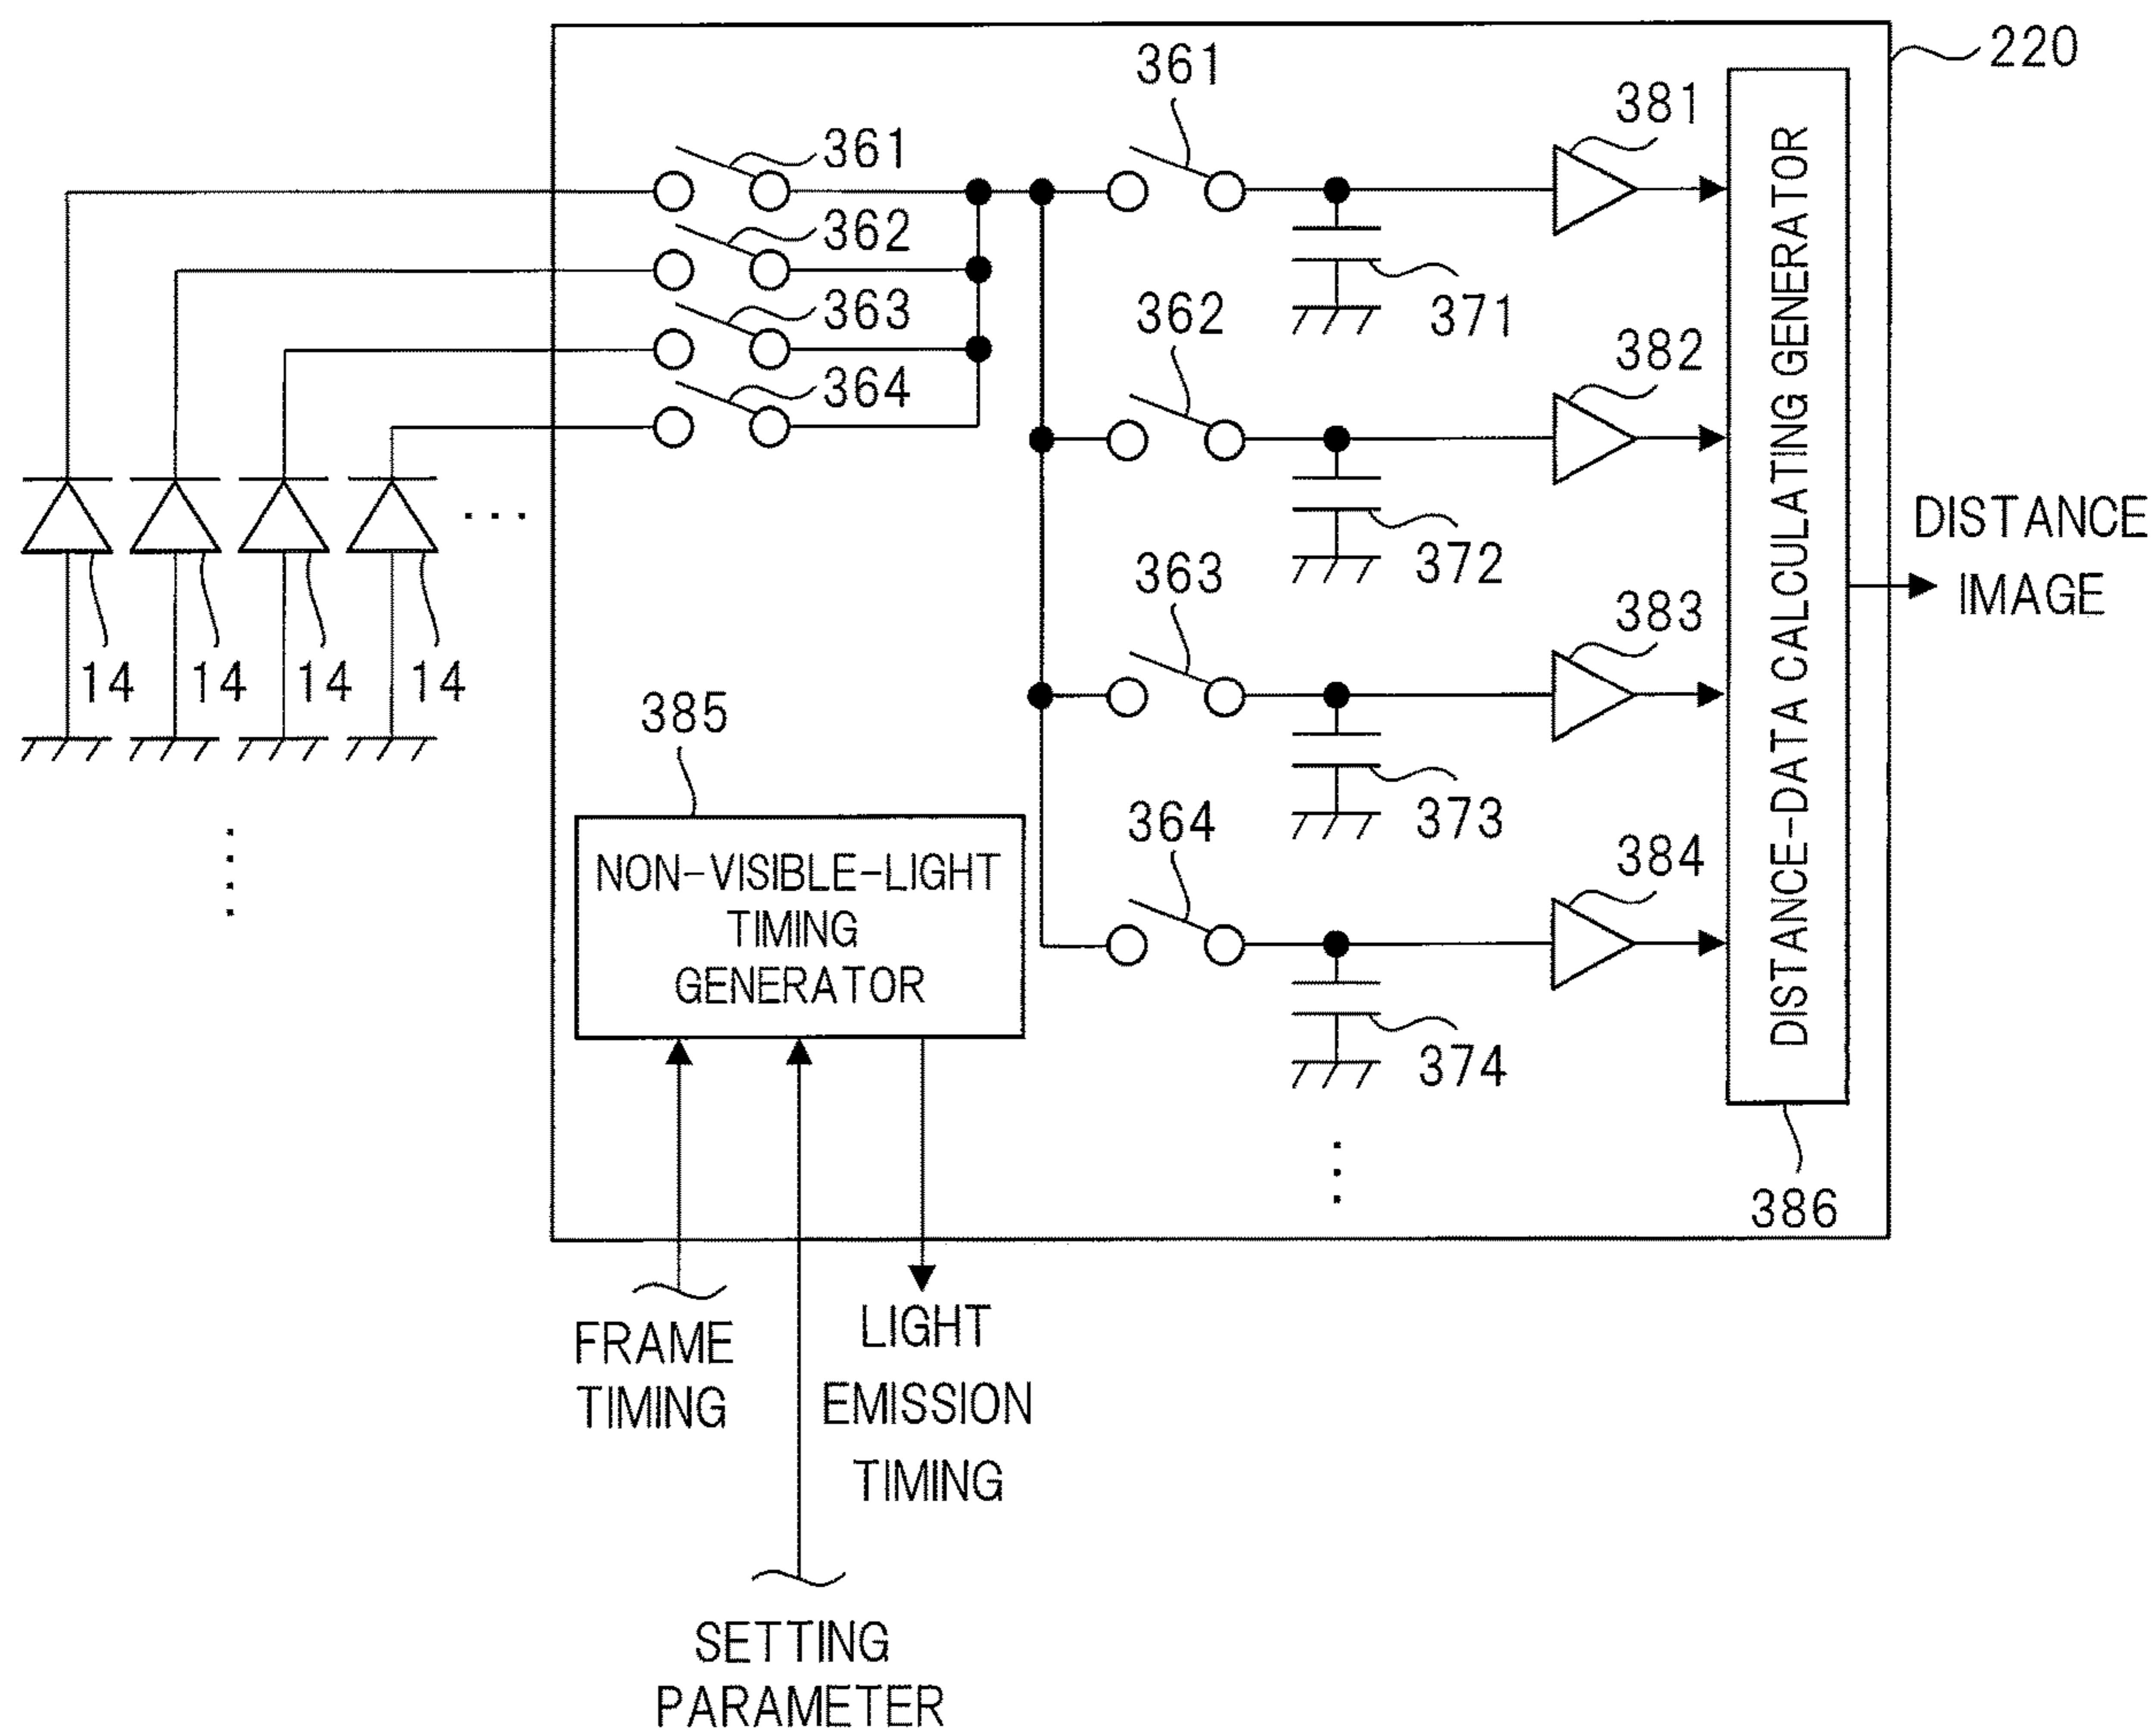 220
361
381
361
362
363
364
371
362
382
372
DISTANCE
IMAGE
DISTANCE-DATA CALCULATING GENERATOR
363
383
14 14 14 14
385
373
364
384
NON-VISIBLE-LIGHT
TIMING
GENERATOR
374
386
FRAME
TIMING
LIGHT
EMISSION
TIMING
SETTING
PARAMETER